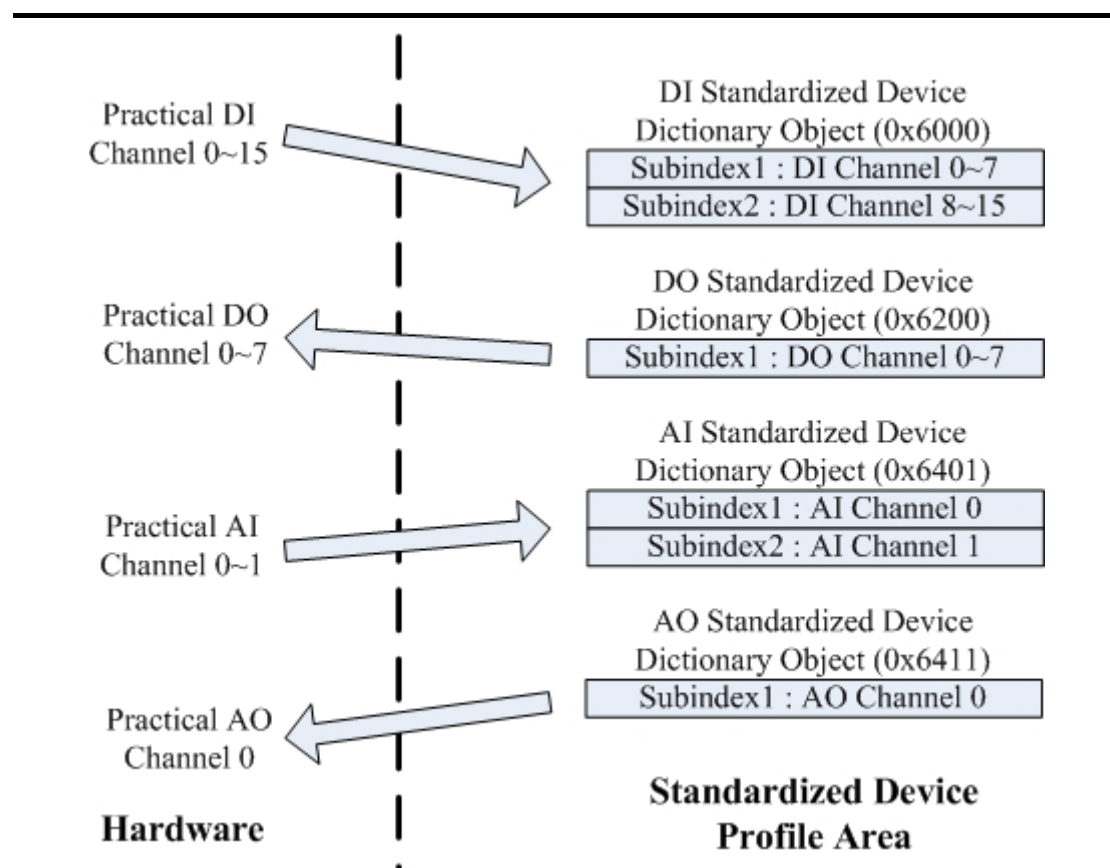 Practical DI
Channel 0~15
DI Standardized Device
Dictionary Object (0x6000)
Subindex1 : DI Channel 0~7
Subindex2 : DI Channel 8~15
Practical DO
Channel 0~7
DO Standardized Device
Dictionary Object (0x6200)
Subindex1 : DO Channel 0~7
Practical AI
Channel 0~1
AI Standardized Device
Dictionary Object (0x6401)
Subindex1 : AI Channel 0
Subindex2 : AI Channel 1
Practical AO
Channel 0
AO Standardized Device
Dictionary Object (0x6411)
Subindex1 : AO Channel 0
Hardware
Standardized Device
Profile Area